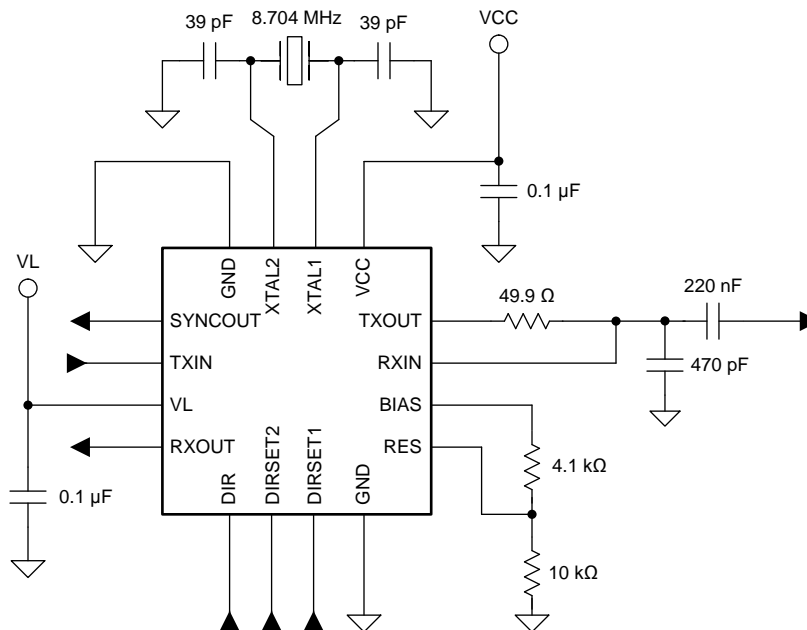 8.704 MHz
39 pF
39 pF
VCC
0.1 µF
VL
GND
XTAL2
XTAL1
VCC
220 nF
49.9 Ω
SYNCOUT
TXOUT
TXIN
RXIN
470 pF
VL
BIAS
RXOUT
RES
4.1 kΩ
DIR
DIRSET2
DIRSET1
GND
0.1 µF
10 kΩ